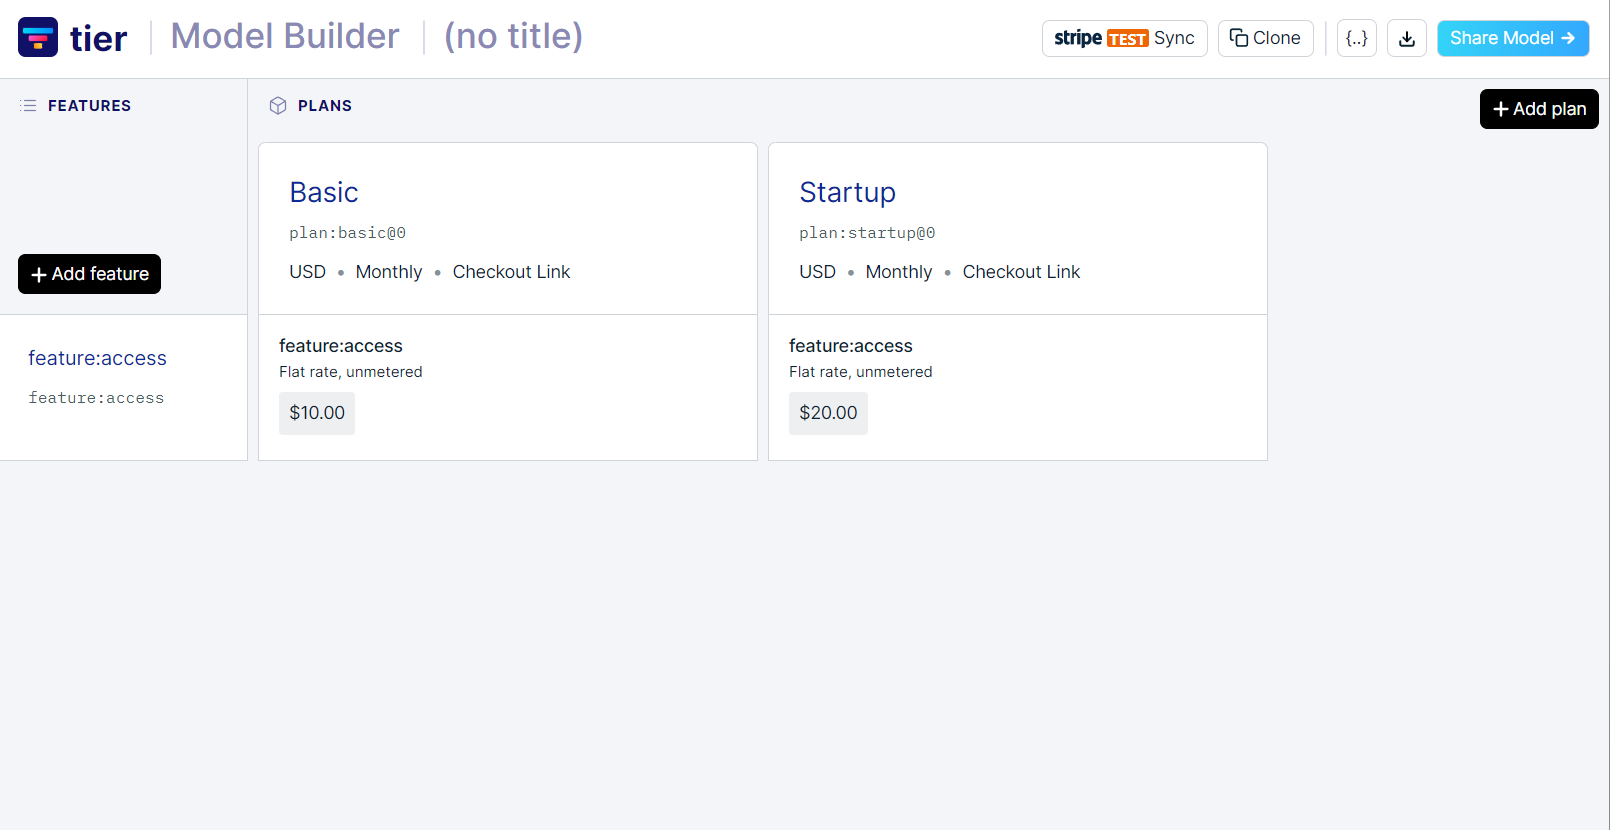 tier
Model Builder
(no title)
stripe TEST Sync
Clone
{..}
Share Model →
FEATURES
PLANS
+ Add plan
Basic
plan:basic@0
USD • Monthly • Checkout Link
Startup
plan:startup@0
USD • Monthly • Checkout Link
+ Add feature
feature:access
feature:access
feature:access
Flat rate, unmetered
$10.00
feature:access
Flat rate, unmetered
$20.00